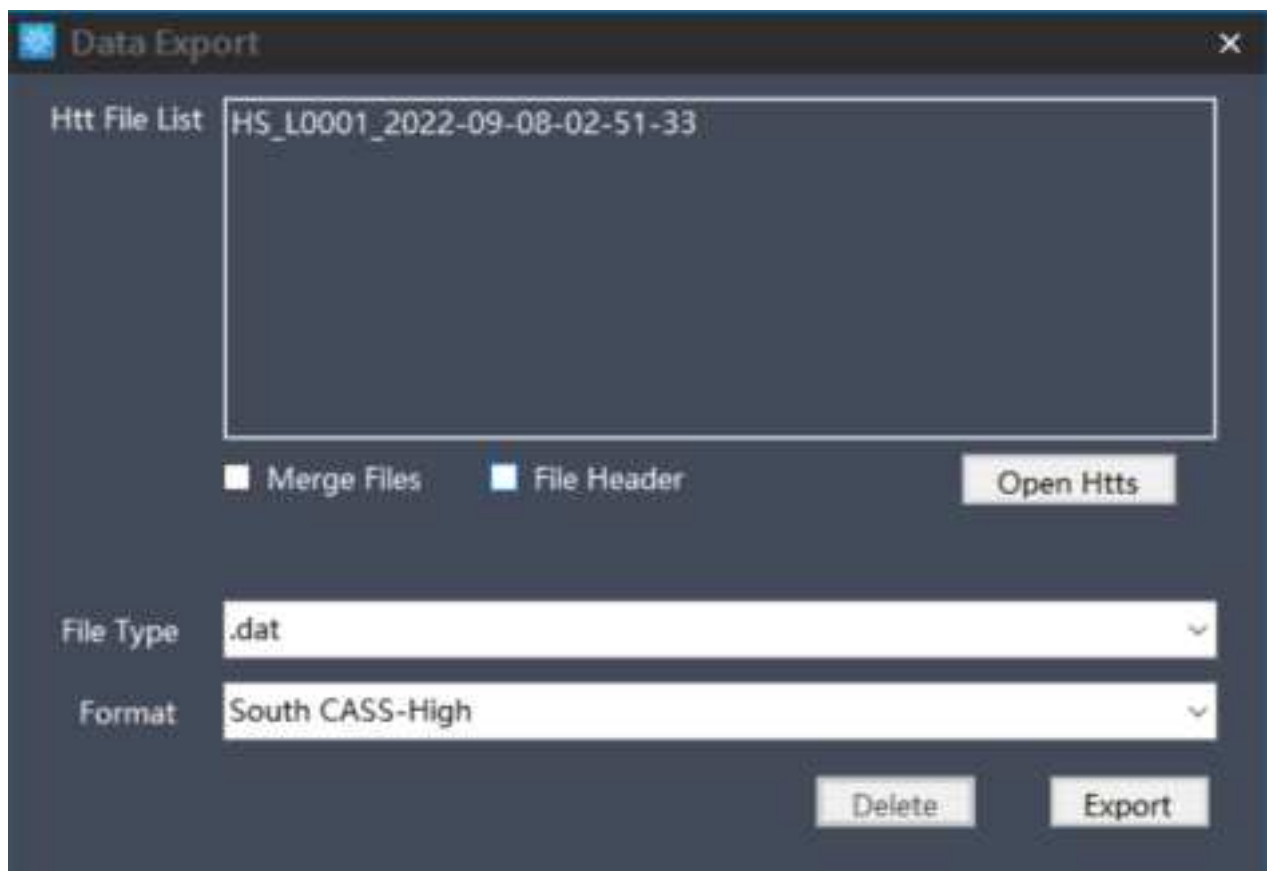 Data Export
Htt File List
HS_L0001_2022-09-08-02-51-33
Merge Files
File Header
Open Htts
File Type
.dat
Format
South CASS-High
Delete
Export